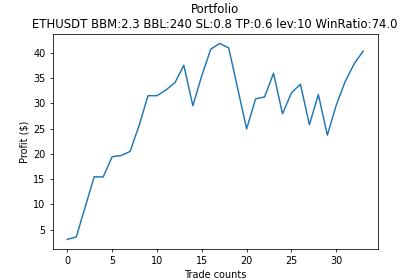 Portfolio
ETHUSDT BBM:2.3 BBL:240 SL:0.8 TP:0.6 lev:10 WinRatio:74.0
Profit ($)
40
35
30
25
20
15
10
5
0 5 10 15 20 25 30
Trade counts